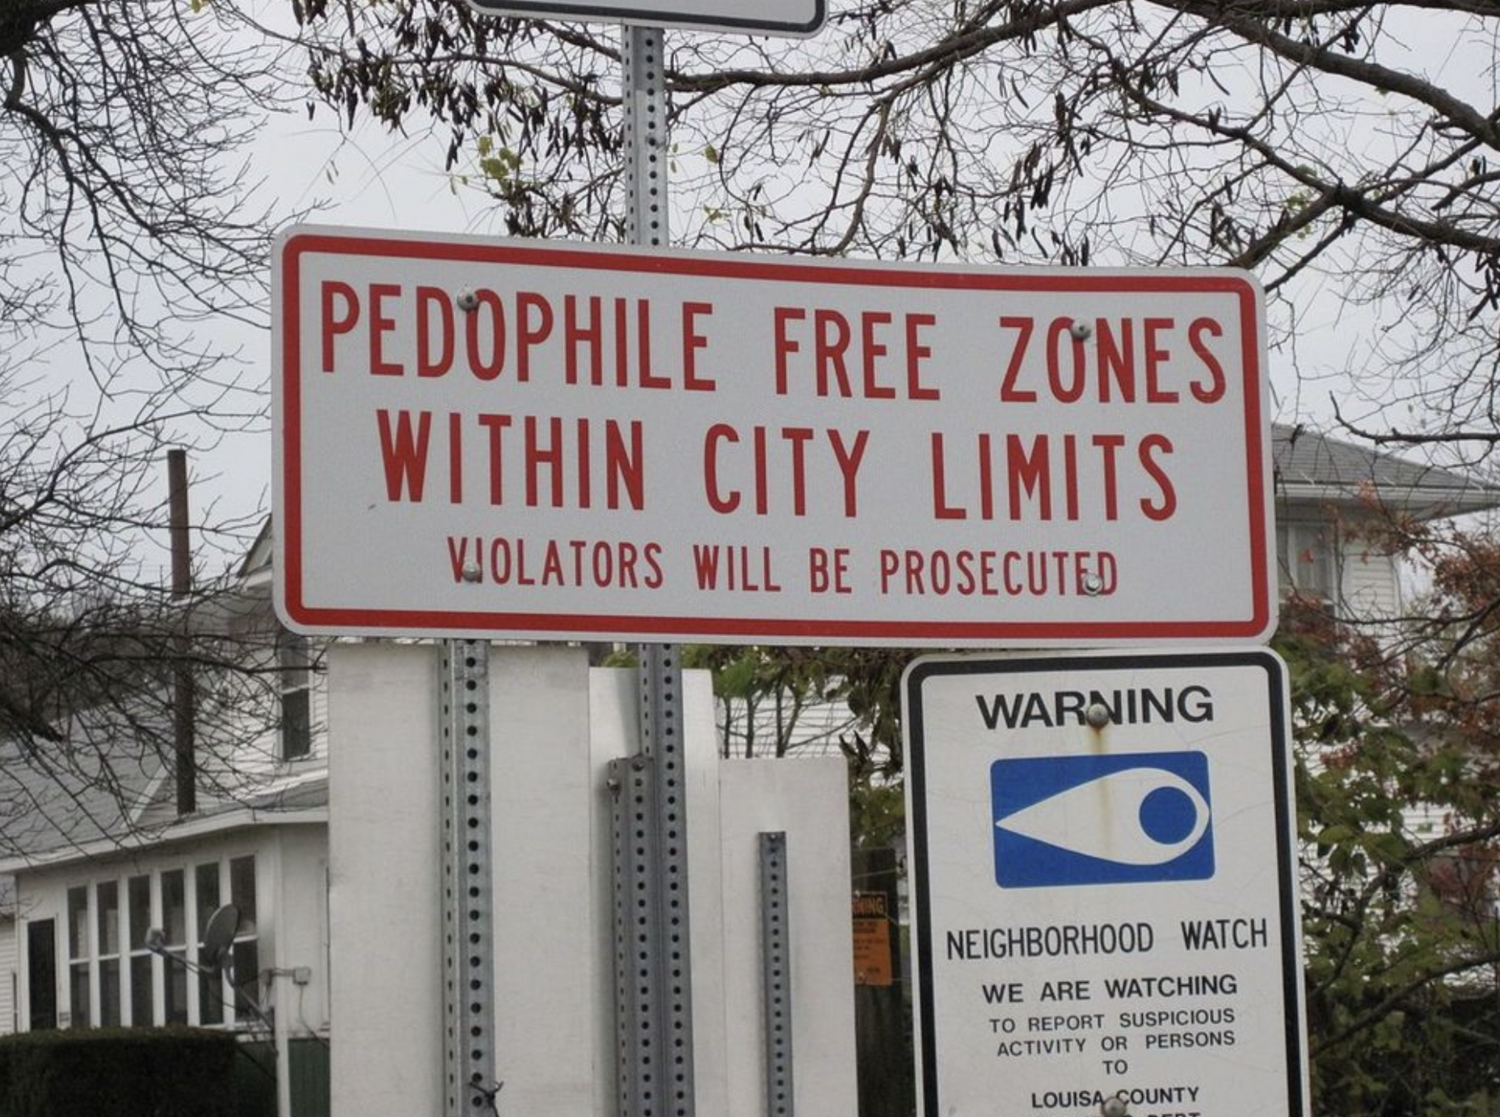 PEDOPHILE FREE ZONES
WITHIN CITY LIMITS
VIOLATORS WILL BE PROSECUTED
WARNING
NEIGHBORHOOD WATCH
WE ARE WATCHING
TO REPORT SUSPICIOUS
ACTIVITY OR PERSONS
TO
LOUISA COUNTY